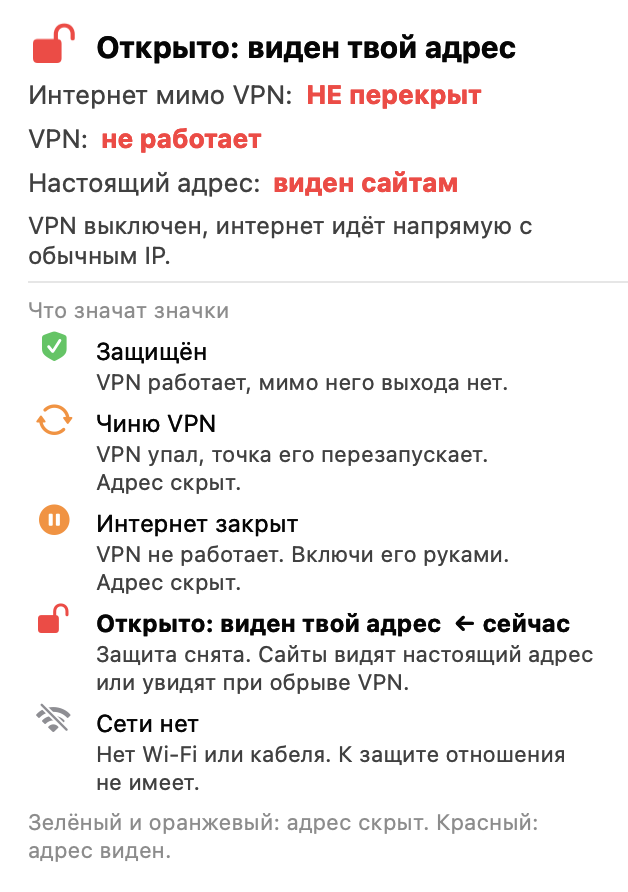 Открыто: виден твой адрес
Интернет мимо VPN: НЕ перекрыт
VPN: не работает
Настоящий адрес: виден сайтам
VPN выключен, интернет идёт напрямую с
обычным IP.
Что значат значки
Защищён
VPN работает, мимо него выхода нет.
Чиню VPN
VPN упал, точка его перезапускает.
Адрес скрыт.
Интернет закрыт
VPN не работает. Включи его руками.
Адрес скрыт.
Открыто: виден твой адрес ← сейчас
Защита снята. Сайты видят настоящий адрес
или увидят при обрыве VPN.
Сети нет
Нет Wi-Fi или кабеля. К защите отношения
не имеет.
Зелёный и оранжевый: адрес скрыт. Красный:
адрес виден.